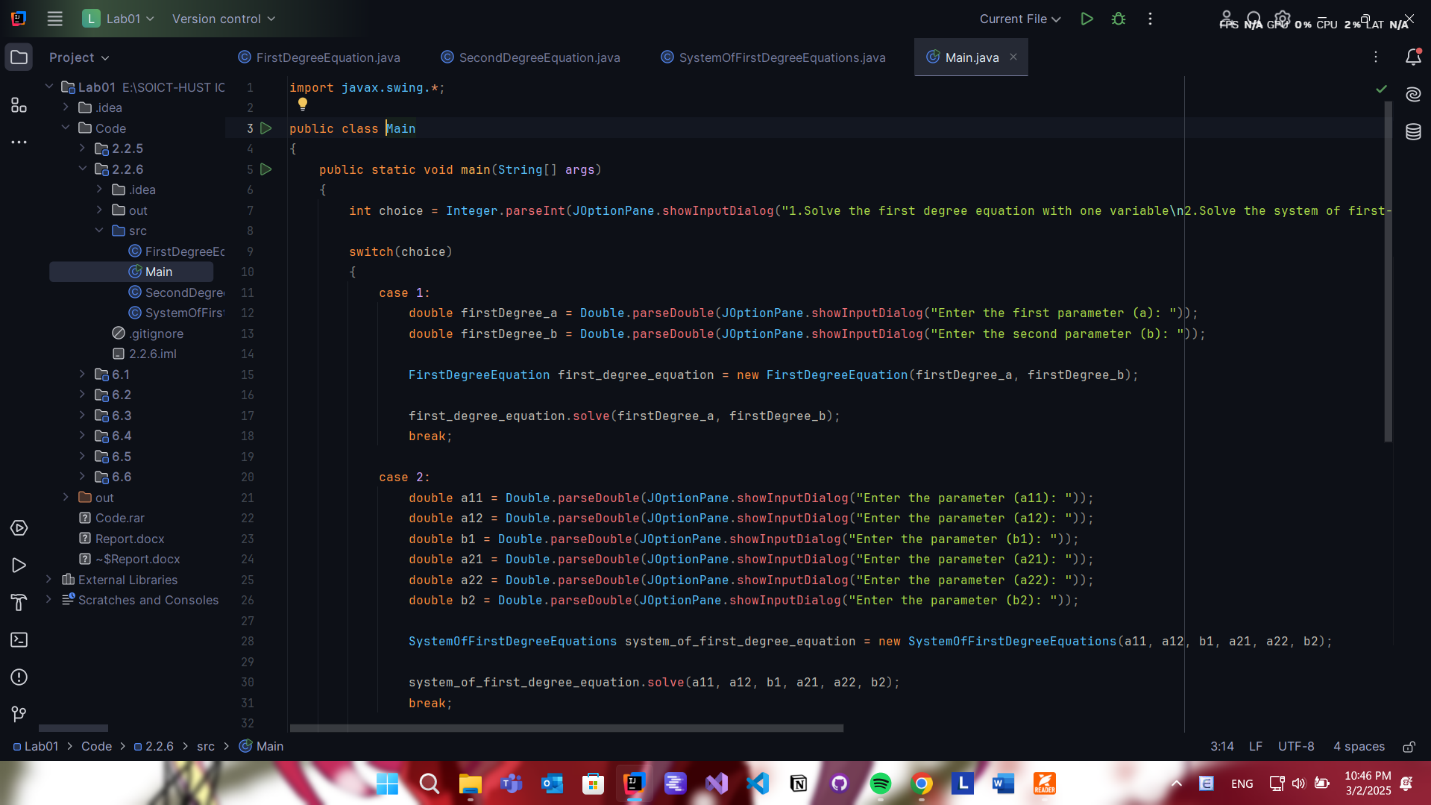 L Lab01 Version control Current File FPS N/A GPU 0% CPU 2% LAT N/A
Project FirstDegreeEquation.java SecondDegreeEquation.java SystemOfFirstDegreeEquations.java Main.java
Lab01 E:\SOICT-HUST IC
.idea
Code
2.2.5
2.2.6
.idea
out
src
FirstDegreeEc
Main
SecondDegree
SystemOfFirst
.gitignore
2.2.6.iml
6.1
6.2
6.3
6.4
6.5
6.6
out
Code.rar
Report.docx
~$Report.docx
External Libraries
Scratches and Consoles
1 import javax.swing.*;
2
3 public class Main
4 {
5 public static void main(String[] args)
6 {
7 int choice = Integer.parseInt(JOptionPane.showInputDialog("1.Solve the first degree equation with one variable\n2.Solve the system of first-
8
9 switch(choice)
10 {
11 case 1:
12 double firstDegree_a = Double.parseDouble(JOptionPane.showInputDialog("Enter the first parameter (a): "));
13 double firstDegree_b = Double.parseDouble(JOptionPane.showInputDialog("Enter the second parameter (b): "));
14
15 FirstDegreeEquation first_degree_equation = new FirstDegreeEquation(firstDegree_a, firstDegree_b);
16
17 first_degree_equation.solve(firstDegree_a, firstDegree_b);
18 break;
19
20 case 2:
21 double a11 = Double.parseDouble(JOptionPane.showInputDialog("Enter the parameter (a11): "));
22 double a12 = Double.parseDouble(JOptionPane.showInputDialog("Enter the parameter (a12): "));
23 double b1 = Double.parseDouble(JOptionPane.showInputDialog("Enter the parameter (b1): "));
24 double a21 = Double.parseDouble(JOptionPane.showInputDialog("Enter the parameter (a21): "));
25 double a22 = Double.parseDouble(JOptionPane.showInputDialog("Enter the parameter (a22): "));
26 double b2 = Double.parseDouble(JOptionPane.showInputDialog("Enter the parameter (b2): "));
27
28 SystemOfFirstDegreeEquations system_of_first_degree_equation = new SystemOfFirstDegreeEquations(a11, a12, b1, a21, a22, b2);
29
30 system_of_first_degree_equation.solve(a11, a12, b1, a21, a22, b2);
31 break;
32
Lab01 > Code > 2.2.6 > src > Main 3:14 LF UTF-8 4 spaces
ENG 10:46 PM
3/2/2025